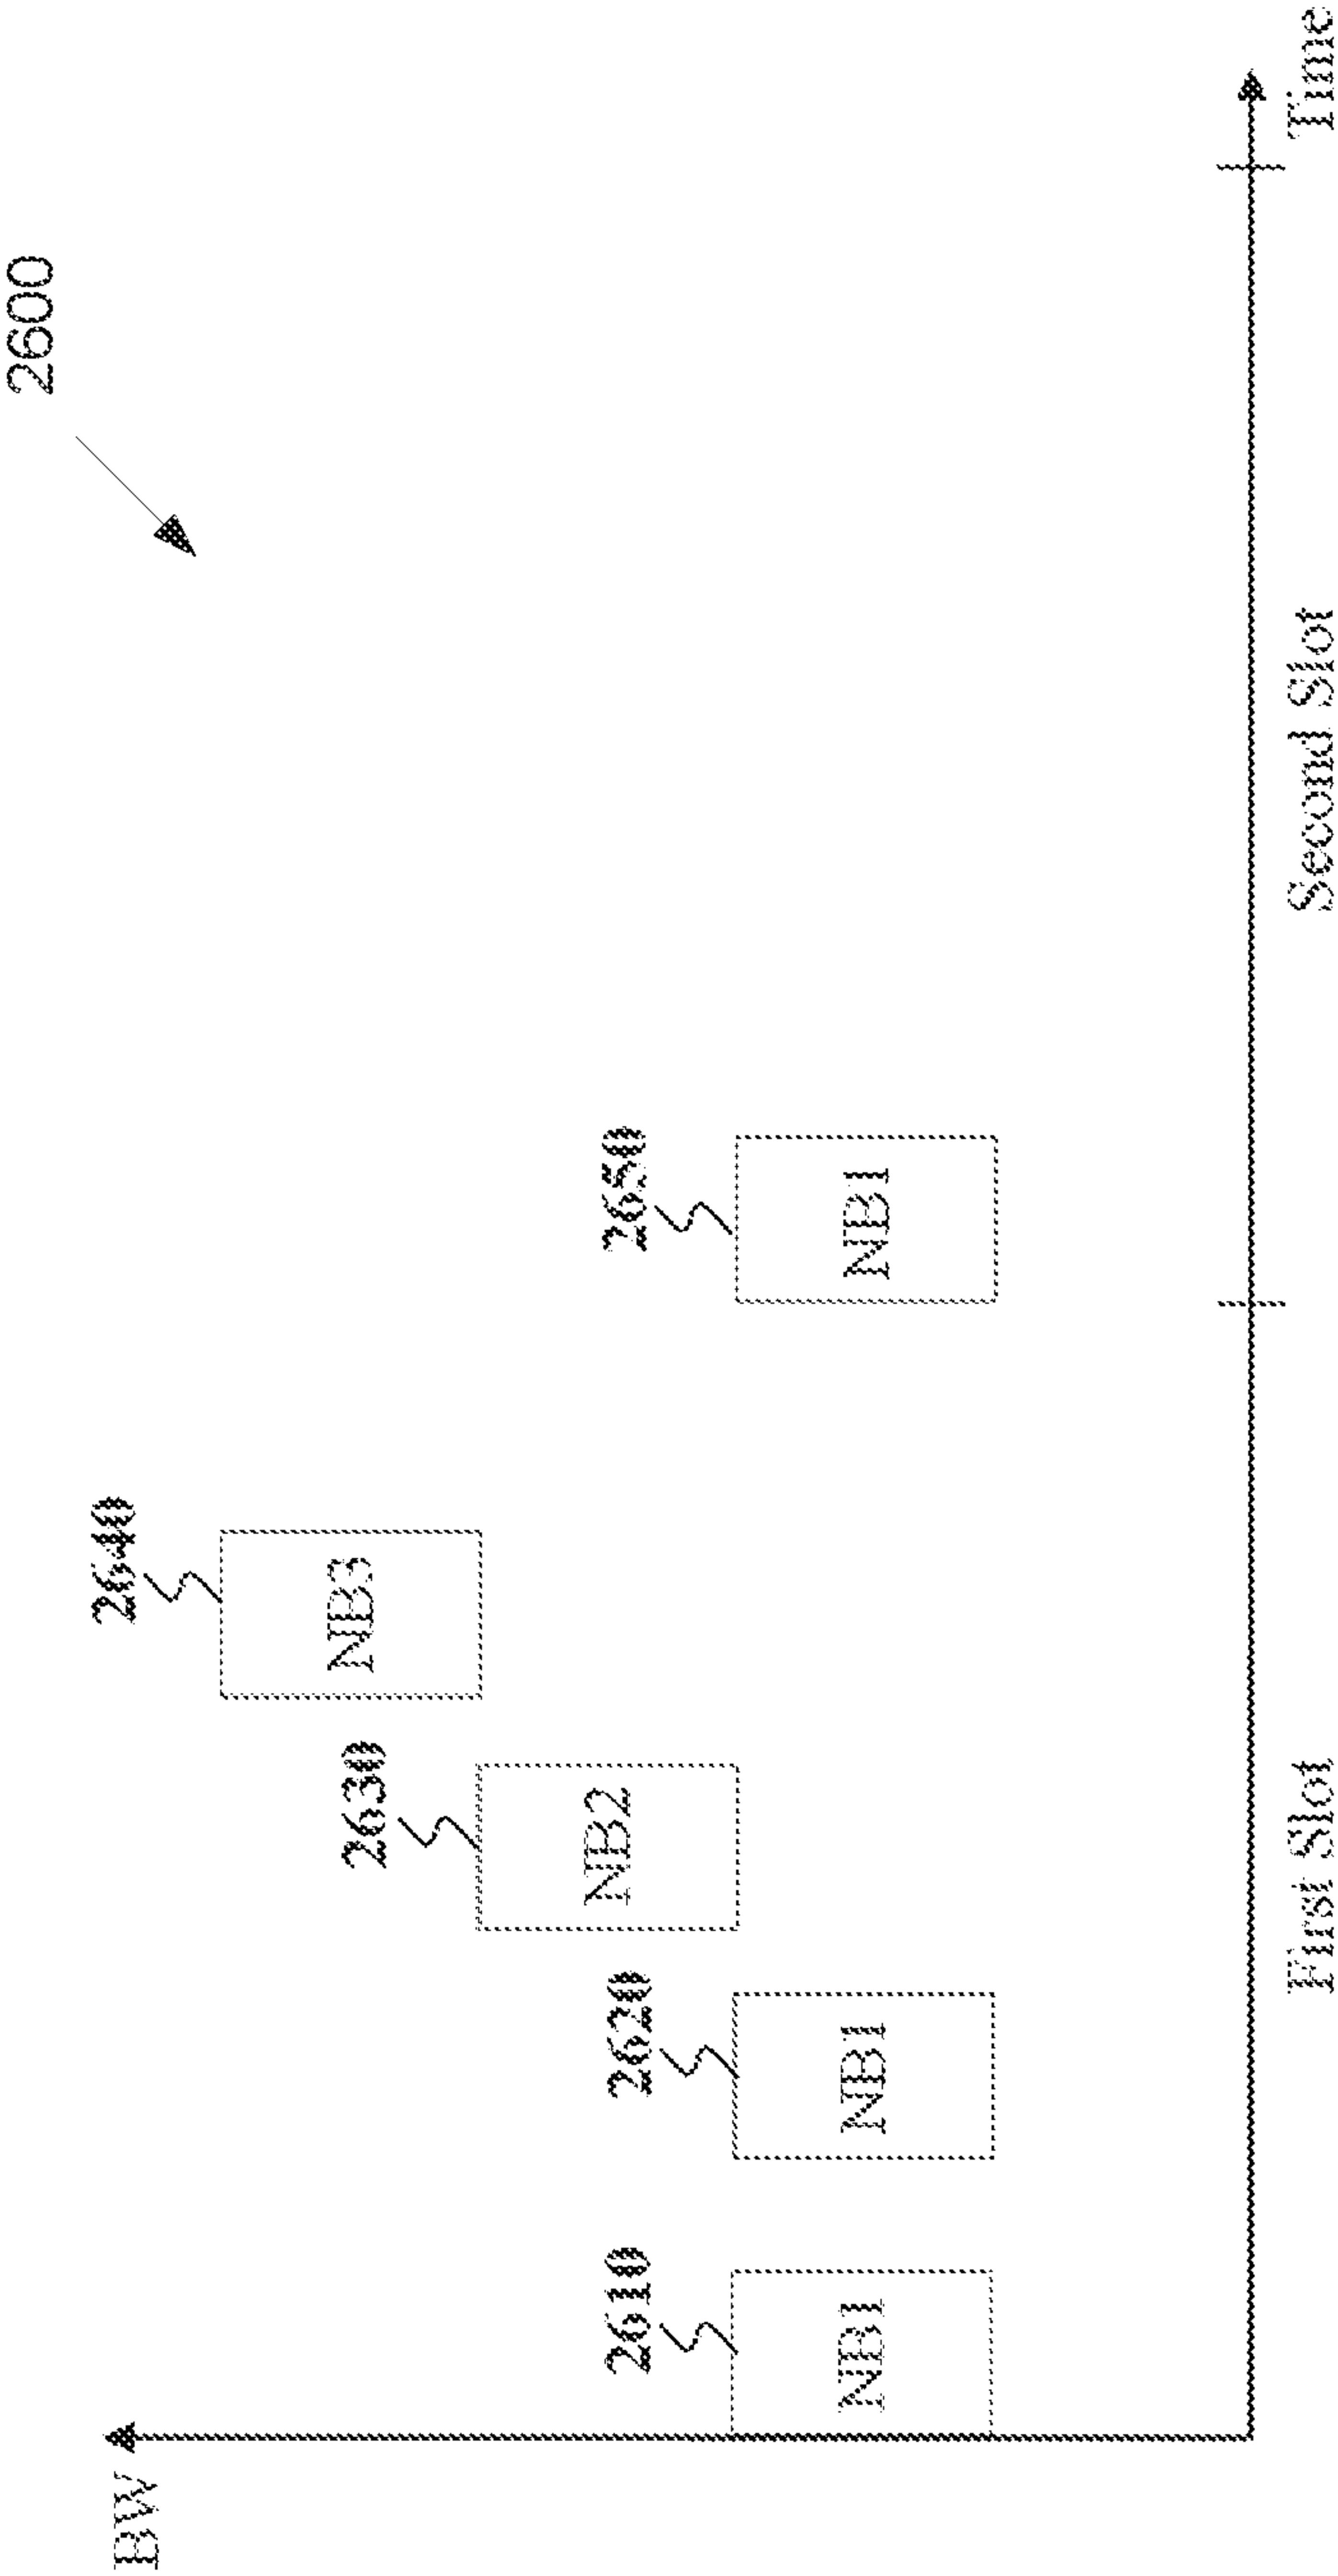 2600
BW
2640
NB3
2630
NB2
2610
NB1
2620
NB1
2650
NB1
First Slot
Second Slot
Time